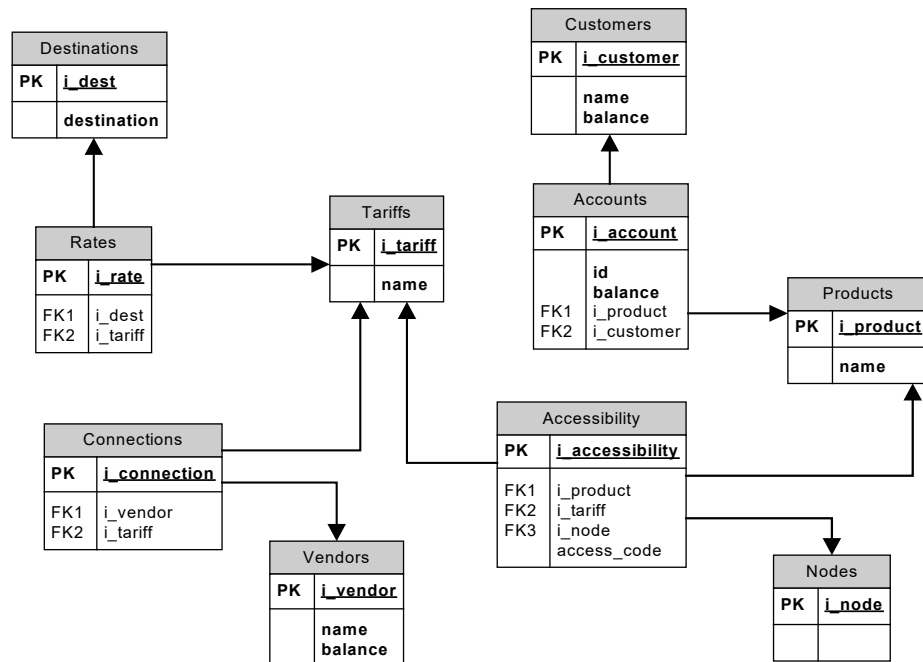 Destinations
PK i_dest
destination
Customers
PK i_customer
name
balance
Rates
PK i_rate
FK1 i_dest
FK2 i_tariff
Tariffs
PK i_tariff
name
Accounts
PK i_account
id
balance
FK1 i_product
FK2 i_customer
Products
PK i_product
name
Connections
PK i_connection
FK1 i_vendor
FK2 i_tariff
Accessibility
PK i_accessibility
FK1 i_product
FK2 i_tariff
FK3 i_node
access_code
Vendors
PK i_vendor
name
balance
Nodes
PK i_node